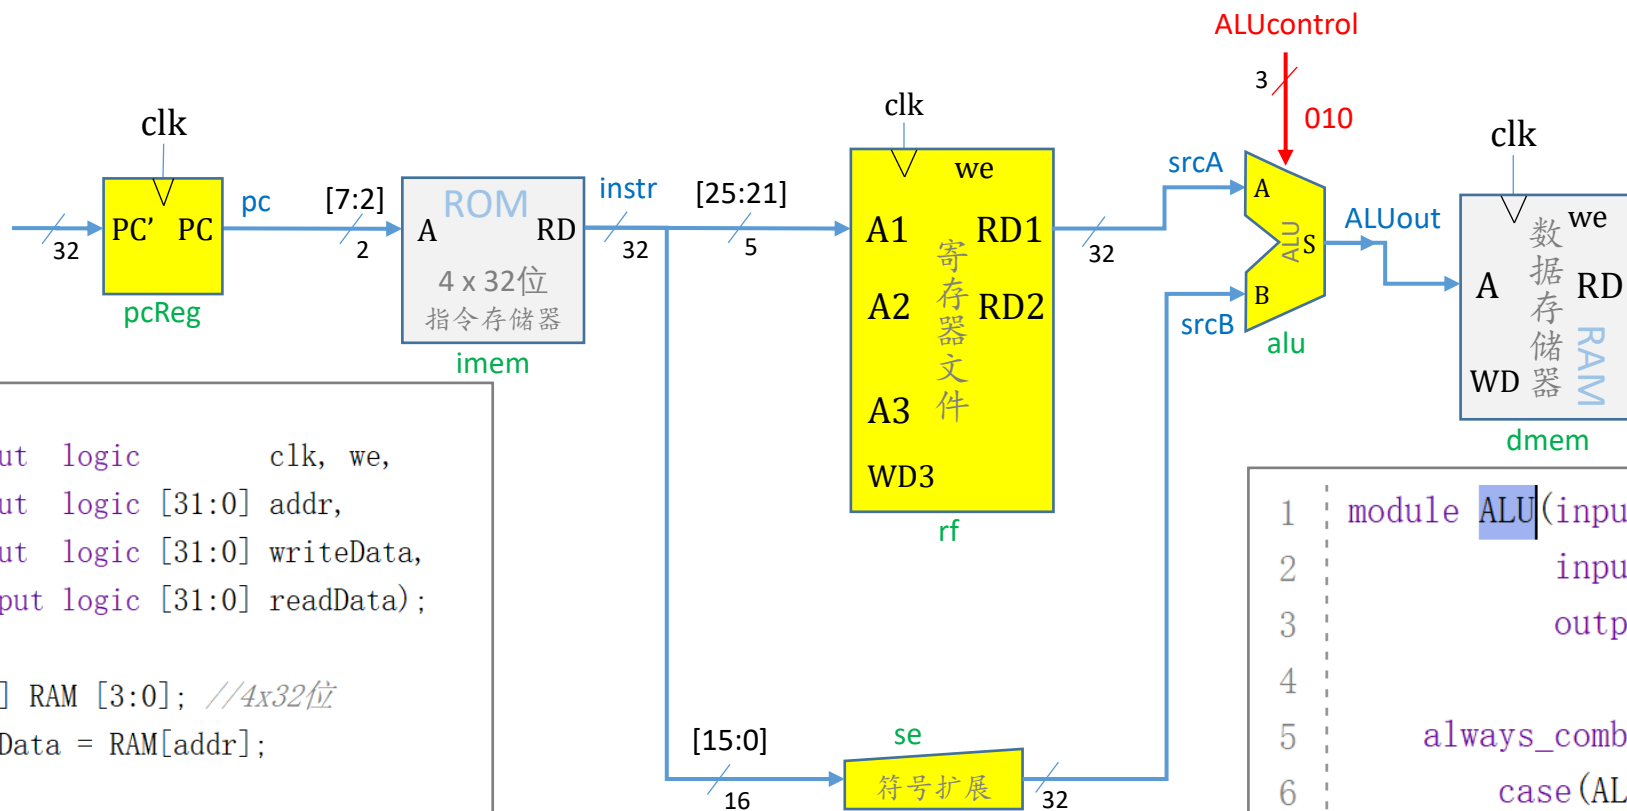 ALUcontrol
3
010
clk
clk
clk
32
PC' PC
pcReg
pc
[7:2]
2
ROM
A RD
4 x 32位
指令存储器
imem
instr
32
[25:21]
5
we
A1 RD1
A2 RD2
A3
WD3
寄存器文件
rf
32
srcA
srcB
A
B
ALU
S
alu
ALUout
we
A RD
WD
数据存储器
RAM
dmem
[15:0]
16
se
符号扩展
32
ut logic clk, we,
ut logic [31:0] addr,
ut logic [31:0] writeData,
put logic [31:0] readData);
] RAM [3:0]; //4x32位
Data = RAM[addr];
1 module ALU(inpu
2 inpu
3 outp
4
5 always_comb
6 case(AL